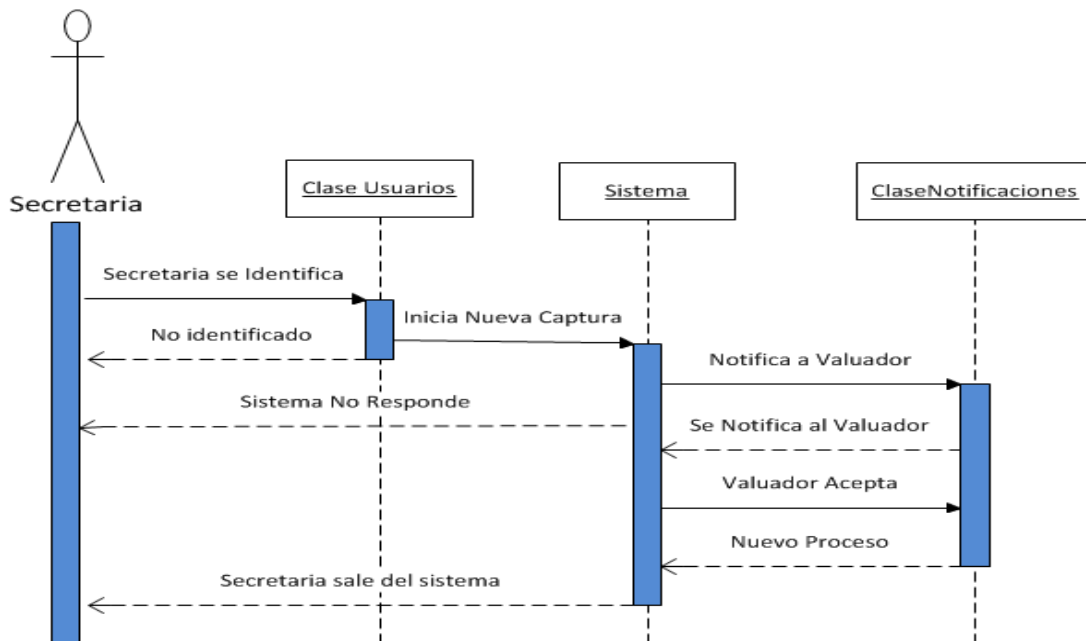 Secretaria
Clase Usuarios
Sistema
ClaseNotificaciones
Secretaria se Identifica
Inicia Nueva Captura
No identificado
Notifica a Valuador
Sistema No Responde
Se Notifica al Valuador
Valuador Acepta
Nuevo Proceso
Secretaria sale del sistema